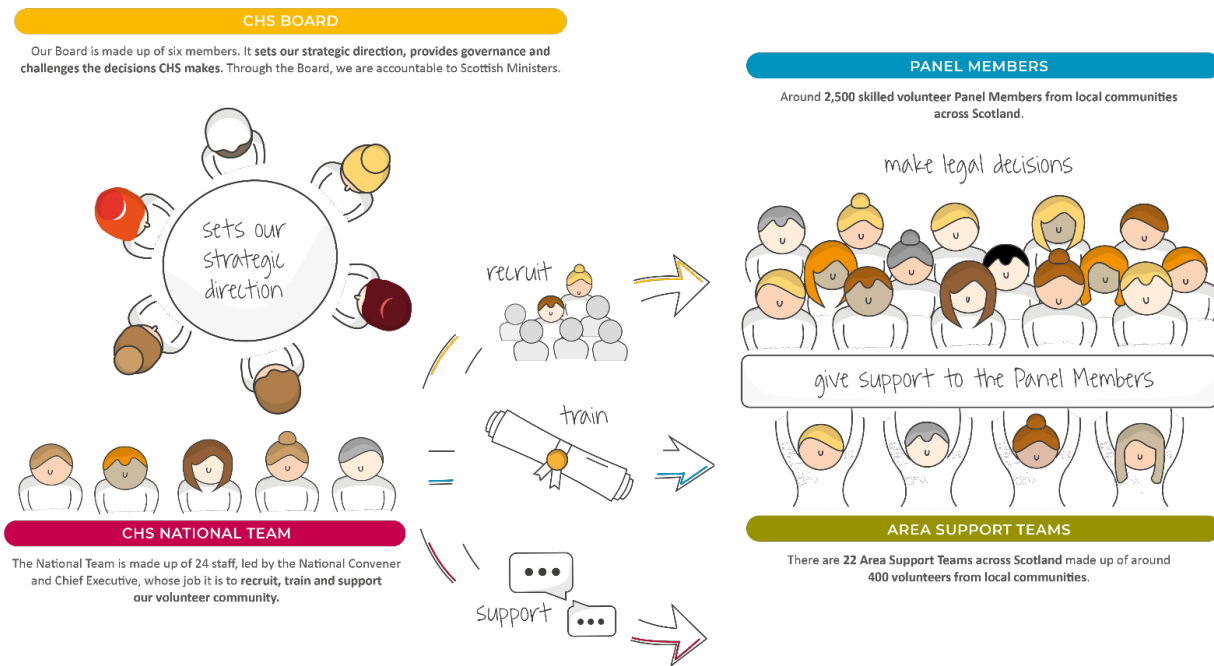 CHS BOARD
Our Board is made up of six members. It sets our strategic direction, provides governance and
challenges the decisions CHS makes. Through the Board, we are accountable to Scottish Ministers.
sets our
strategic
direction
CHS NATIONAL TEAM
The National Team is made up of 24 staff, led by the National Convener
and Chief Executive, whose job it is to recruit, train and support
our volunteer community.
recruit
train
support
PANEL MEMBERS
Around 2,500 skilled volunteer Panel Members from local communities
across Scotland.
make legal decisions
give support to the Panel Members
AREA SUPPORT TEAMS
There are 22 Area Support Teams across Scotland made up of around
400 volunteers from local communities.